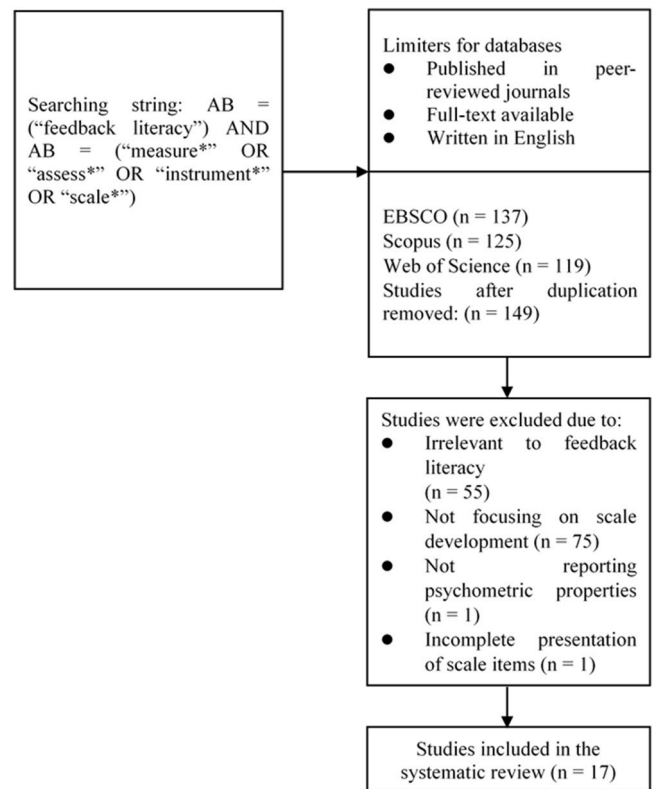 Searching string: AB =
(“feedback literacy”) AND
AB = (“measure*” OR
“assess*” OR “instrument*”
OR “scale*”)
Limiters for databases
● Published in peer-
reviewed journals
● Full-text available
● Written in English
EBSCO (n = 137)
Scopus (n = 125)
Web of Science (n = 119)
Studies after duplication
removed: (n = 149)
Studies were excluded due to:
● Irrelevant to feedback
literacy
(n = 55)
● Not focusing on scale
development (n = 75)
● Not reporting
psychometric properties
(n = 1)
● Incomplete presentation
of scale items (n = 1)
Studies included in the
systematic review (n = 17)